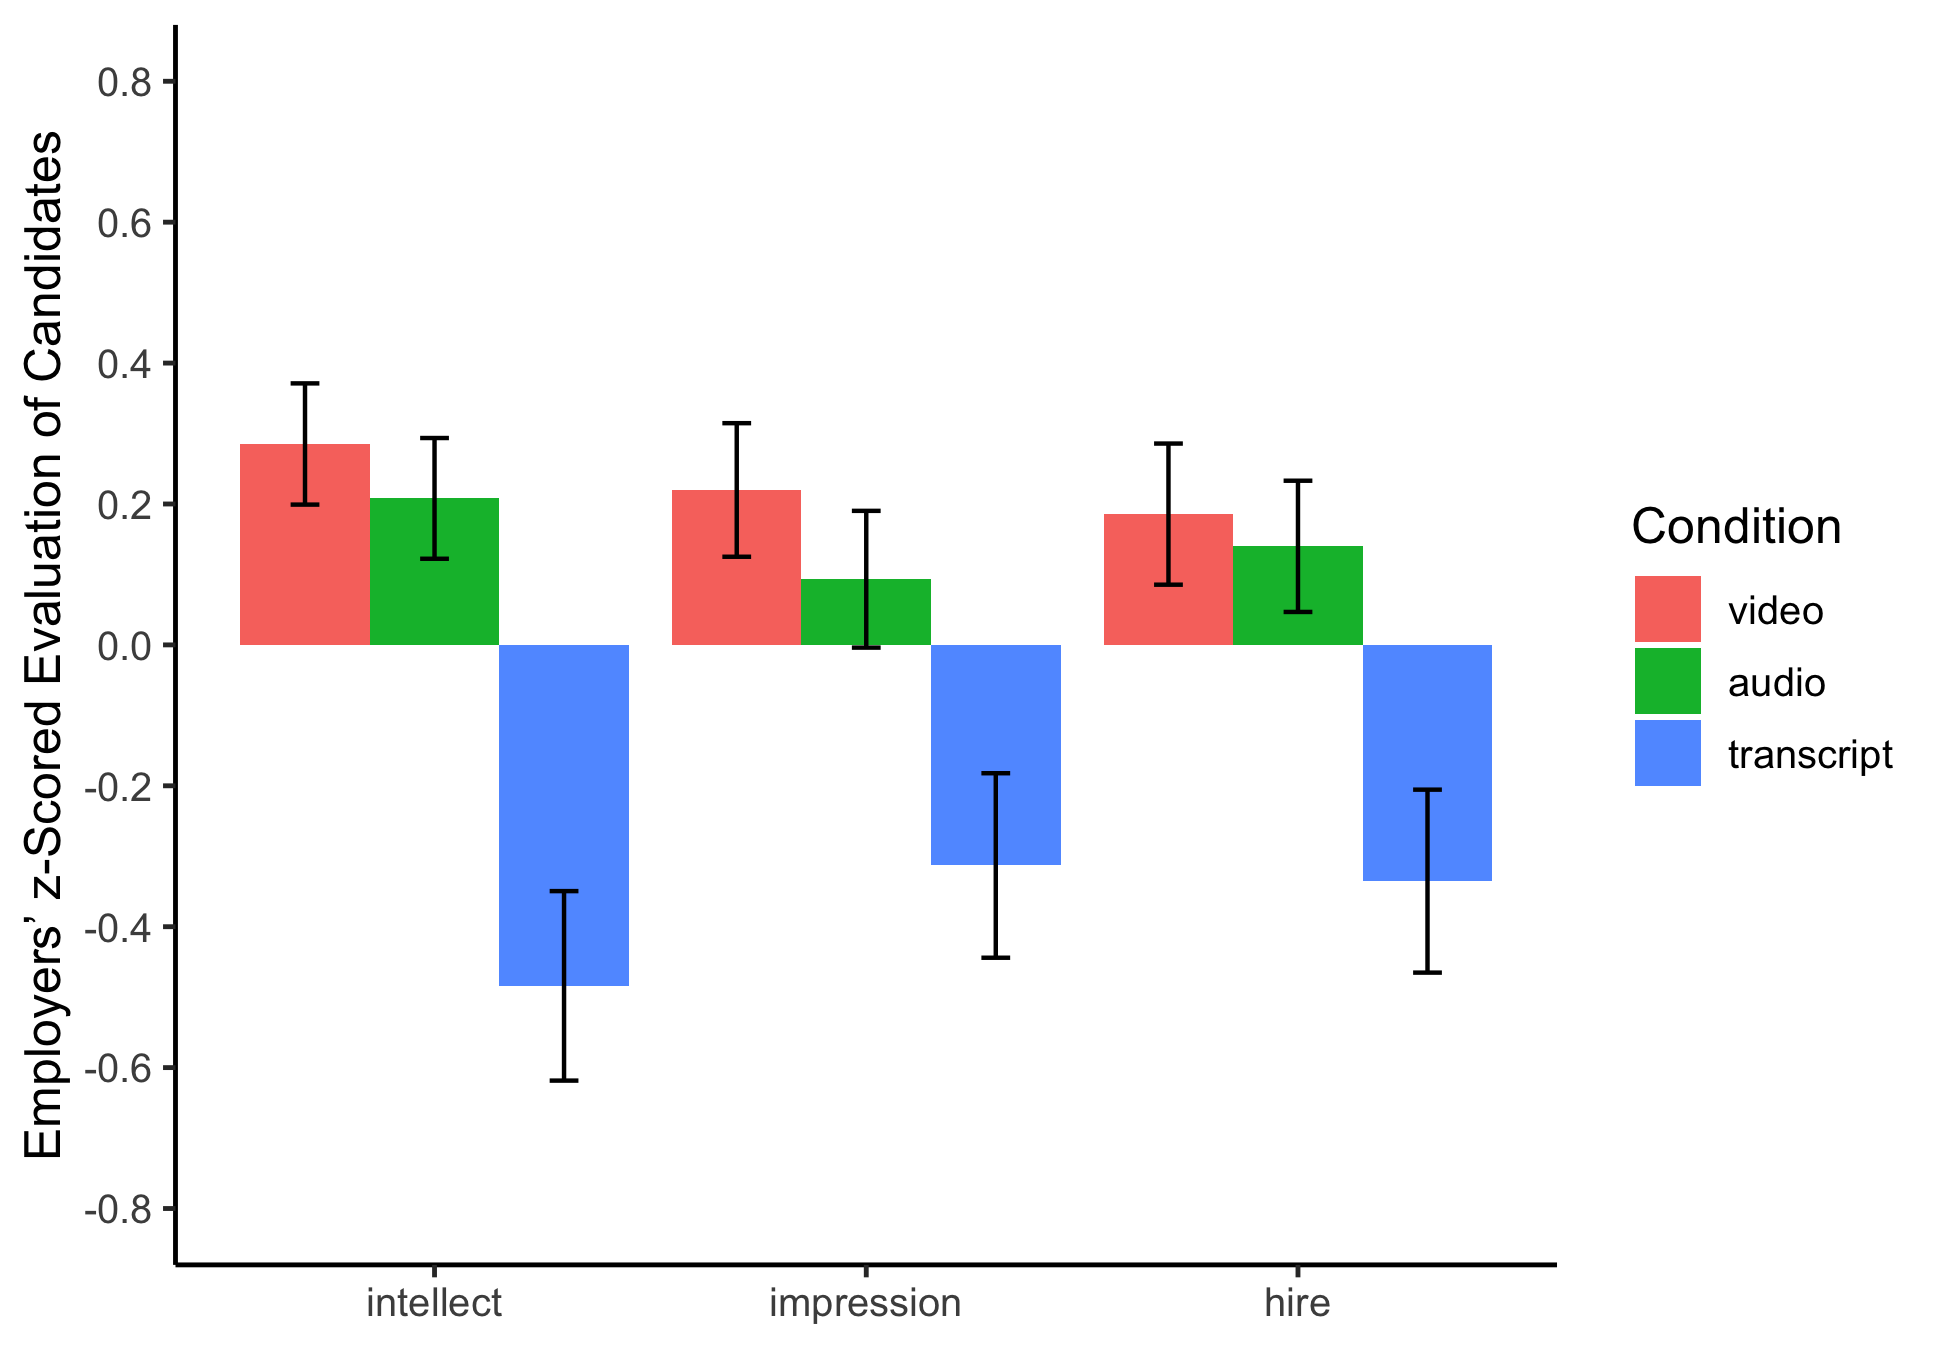 Employers’ z-Scored Evaluation of Candidates
0.8
0.6
0.4
0.2
0.0
-0.2
-0.4
-0.6
-0.8
intellect
impression
hire
Condition
video
audio
transcript